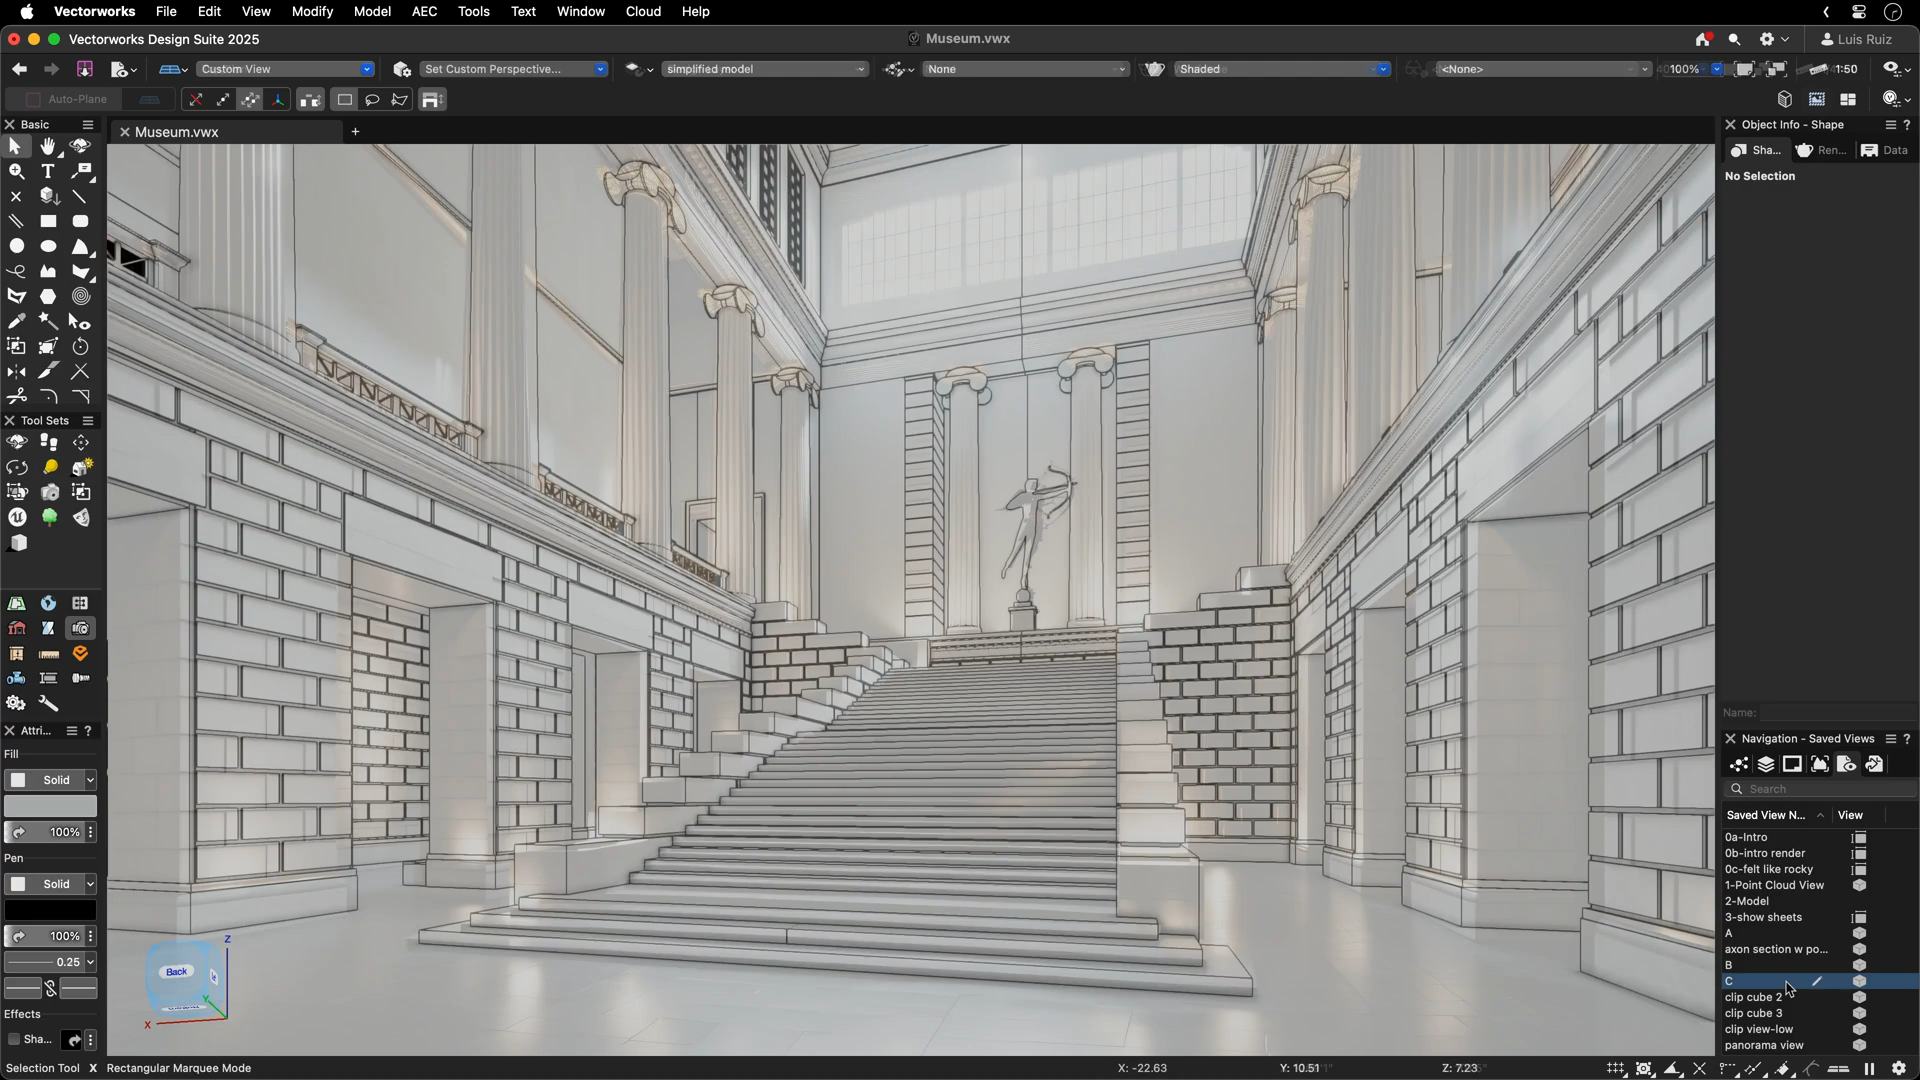 Vectorworks File Edit View Modify Model AEC Tools Text Window Cloud Help
Vectorworks Design Suite 2025
Museum.vwx
Luis Ruiz
Custom View
Set Custom Perspective...
simplified model
None
Shaded
<None>
100%
1:50
Auto-Plane
Basic
Museum.vwx
Object Info - Shape
Sha...
Ren...
Data
No Selection
Tool Sets
Attri...
Fill
Solid
100%
Pen
Solid
100%
0.25
Effects
Sha...
Name:
Navigation - Saved Views
Search
Saved View N...
View
0a-Intro
0b-intro render
0c-felt like rocky
1-Point Cloud View
2-Model
3-show sheets
A
axon section w po...
B
C
clip cube 2
clip cube 3
clip view-low
panorama view
Back
Z
Y
X
Selection Tool X Rectangular Marquee Mode
X: -22.63
Y: 10.51
Z: 7.23